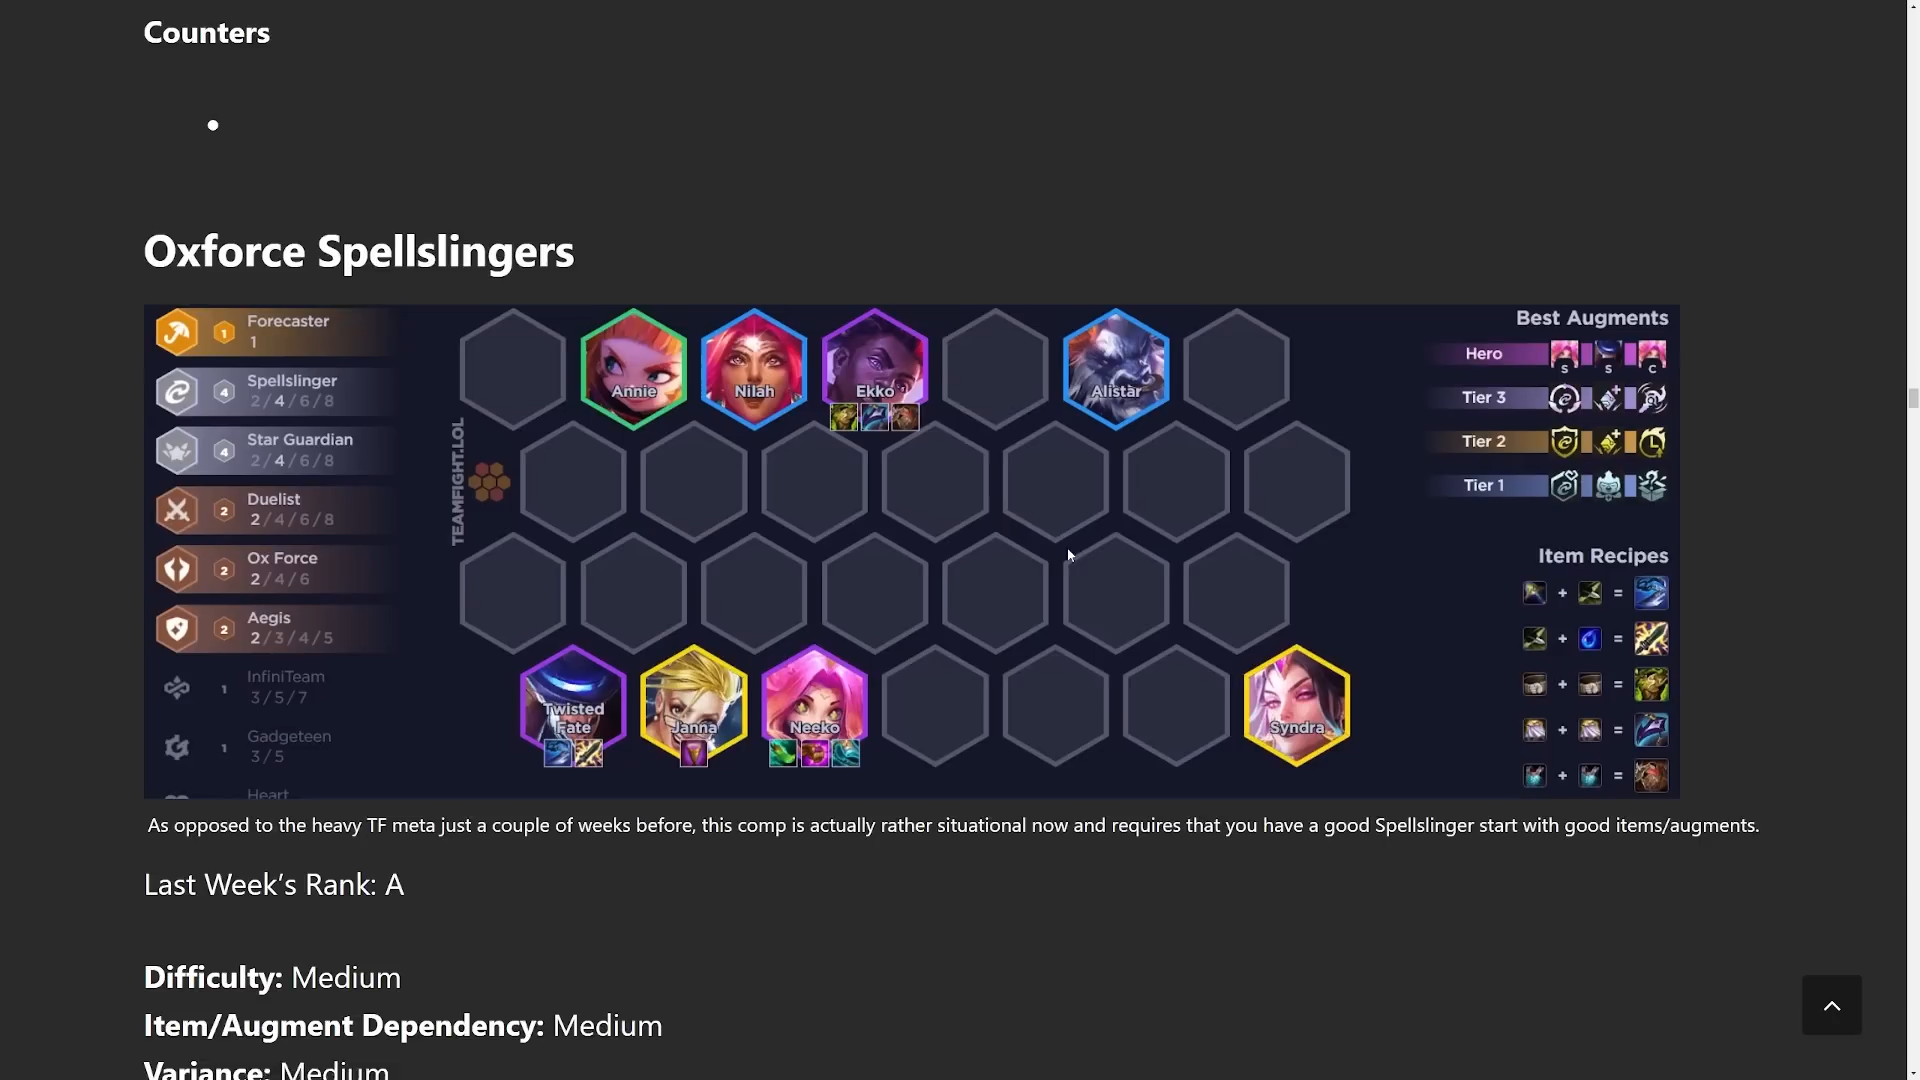 Counters
Oxforce Spellslingers
Forecaster
1
1
Spellslinger
4
2 / 4 / 6 / 8
Star Guardian
4
2 / 4 / 6 / 8
Duelist
2
2 / 4 / 6 / 8
Ox Force
2
2 / 4 / 6
Aegis
2
2 / 3 / 4 / 5
InfiniTeam
1
3 / 5 / 7
Gadgeteen
1
3 / 5
Heart
TEAMFIGHT.LOL
Annie
Nilah
Ekko
Alistar
Twisted
Fate
Janna
Neeko
Syndra
Best Augments
Hero
S
S
C
Tier 3
Tier 2
Tier 1
Item Recipes
+ =
+ =
+ =
+ =
+ =
As opposed to the heavy TF meta just a couple of weeks before, this comp is actually rather situational now and requires that you have a good Spellslinger start with good items/augments.
Last Week’s Rank: A
Difficulty: Medium
Item/Augment Dependency: Medium
Variance: Medium